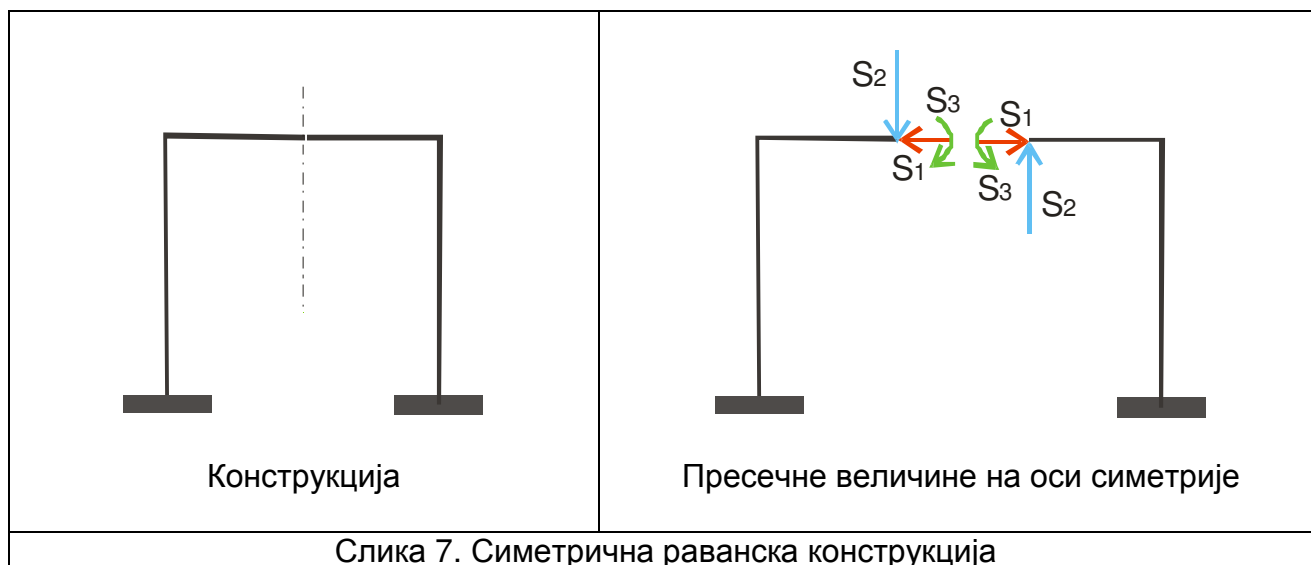 S2
S3
S1
S1
S3
S2
Конструкција
Пресечне величине на оси симетрије
Слика 7. Симетрична раванска конструкција